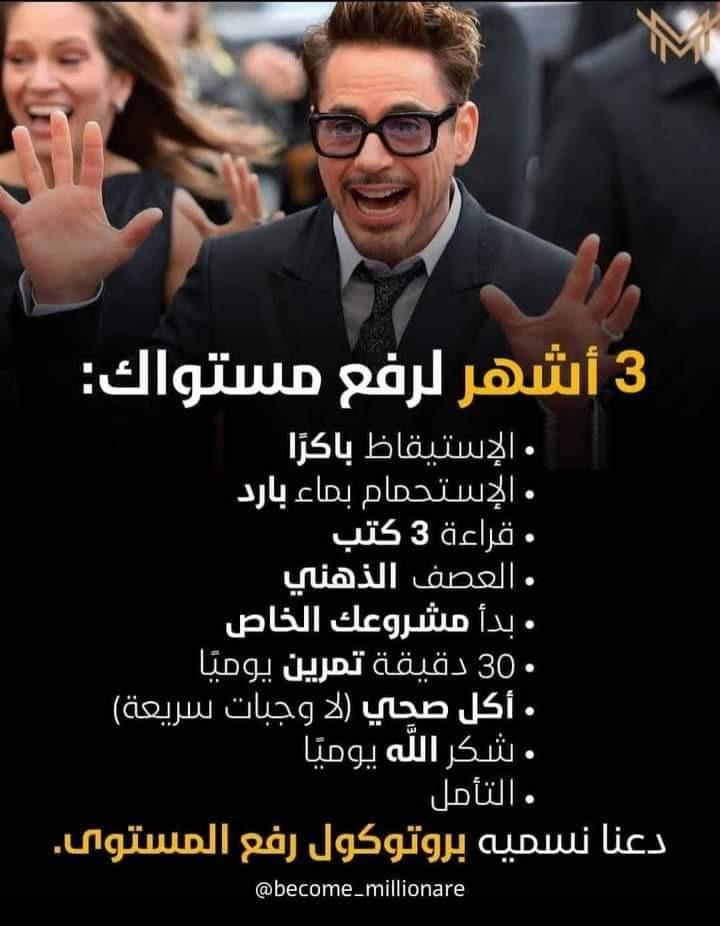 3 أشهر لرفع مستواك:
• الإستيقاظ باكرًا
• الإستحمام بماء بارد
• قراءة 3 كتب
• العصف الذهني
• بدأ مشروعك الخاص
• 30 دقيقة تمرين يوميًا
• أكل صحي (لا وجبات سريعة)
• شكر اللَّه يوميًا
• التأمل
دعنا نسميه بروتوكول رفع المستوى.
@become_millionare